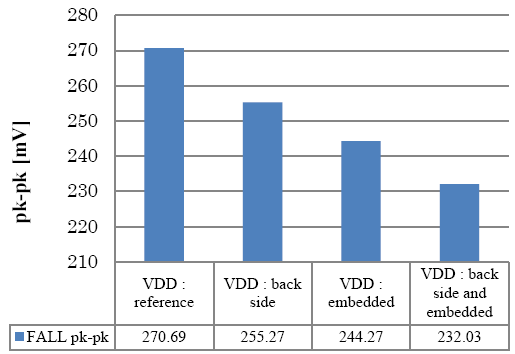 280
270
260
250
240
230
220
210
pk-pk [mV]
VDD :
reference
VDD : back
side
VDD :
embedded
VDD : back
side and
embedded
FALL pk-pk 270.69 255.27 244.27 232.03